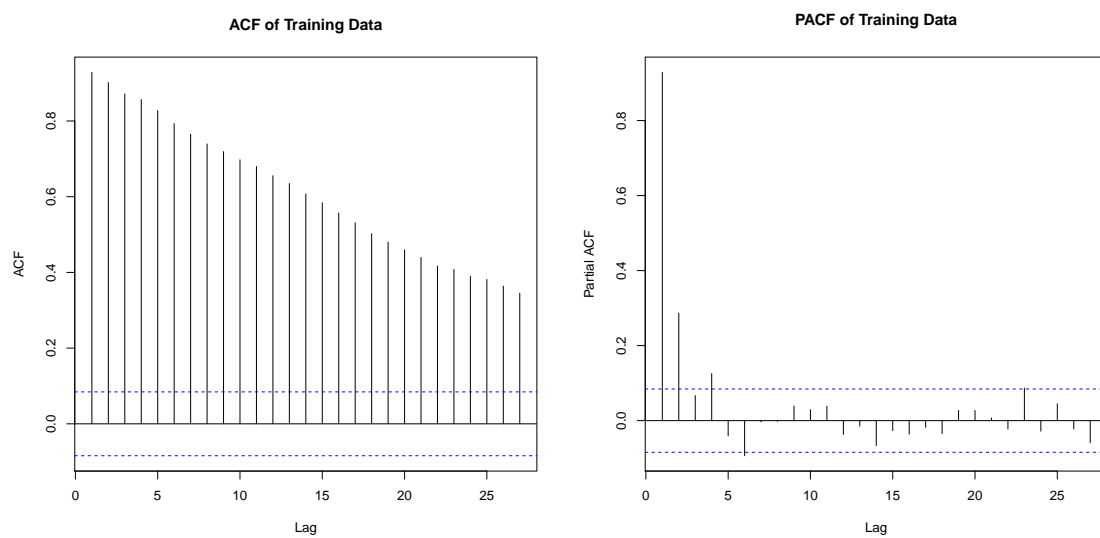 ACF of Training Data
ACF
0.0 0.2 0.4 0.6 0.8
0 5 10 15 20 25
Lag
PACF of Training Data
Partial ACF
0.0 0.2 0.4 0.6 0.8
0 5 10 15 20 25
Lag